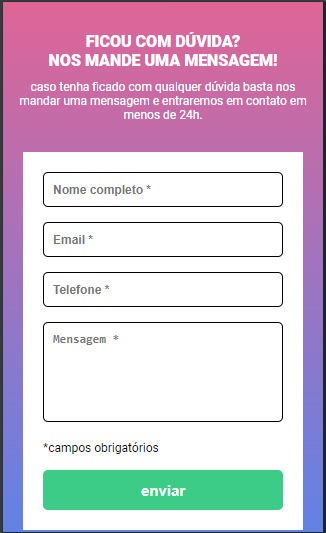 FICOU COM DÚVIDA?
NOS MANDE UMA MENSAGEM!
caso tenha ficado com qualquer dúvida basta nos
mandar uma mensagem e entraremos em contato em
menos de 24h.
Nome completo *
Email *
Telefone *
Mensagem *
*campos obrigatórios
enviar